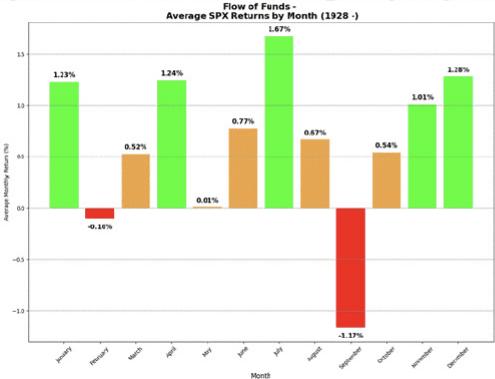 Flow of Funds -
Average SPX Returns by Month (1928 -)
Average Monthly Return (%)
1.5
1.0
0.5
0.0
−0.5
−1.0
1.23%
-0.10%
0.52%
1.24%
0.01%
0.77%
1.67%
0.67%
-1.17%
0.54%
1.01%
1.28%
January
February
March
April
May
June
July
August
September
October
November
December
Month